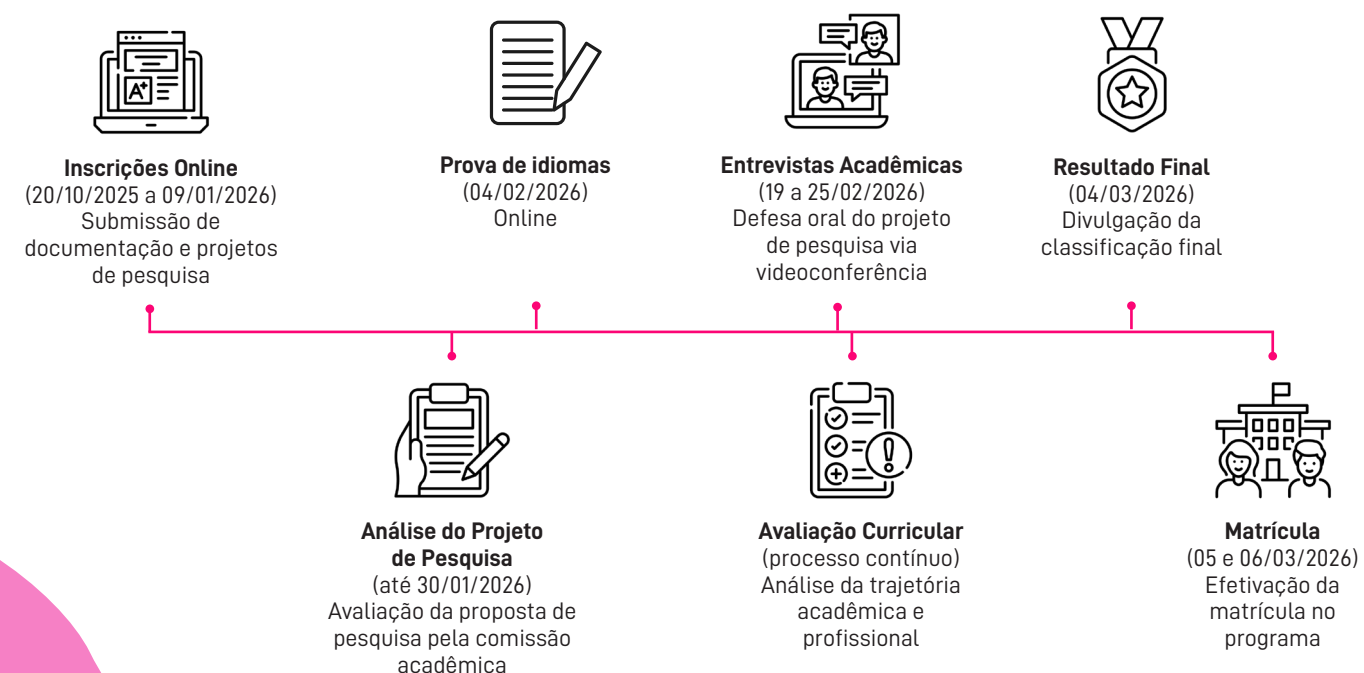 A+
Inscrições Online
(20/10/2025 a 09/01/2026)
Submissão de
documentação e projetos
de pesquisa
Prova de idiomas
(04/02/2026)
Online
Entrevistas Acadêmicas
(19 a 25/02/2026)
Defesa oral do projeto
de pesquisa via
videoconferência
Resultado Final
(04/03/2026)
Divulgação da
classificação final
Análise do Projeto
de Pesquisa
(até 30/01/2026)
Avaliação da proposta de
pesquisa pela comissão
acadêmica
Avaliação Curricular
(processo contínuo)
Análise da trajetória
acadêmica e
profissional
Matrícula
(05 e 06/03/2026)
Efetivação da
matrícula no
programa